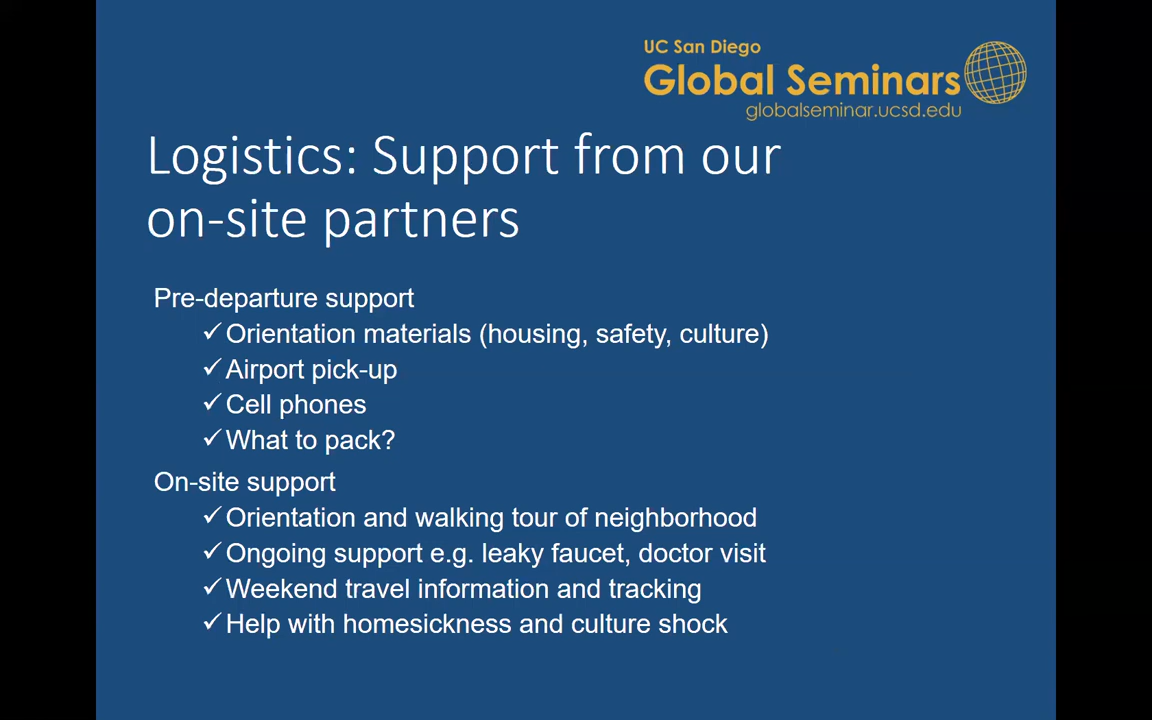 UC San Diego
Global Seminars
globalseminar.ucsd.edu
Logistics: Support from our
on-site partners
Pre-departure support
✓Orientation materials (housing, safety, culture)
✓Airport pick-up
✓Cell phones
✓What to pack?
On-site support
✓Orientation and walking tour of neighborhood
✓Ongoing support e.g. leaky faucet, doctor visit
✓Weekend travel information and tracking
✓Help with homesickness and culture shock